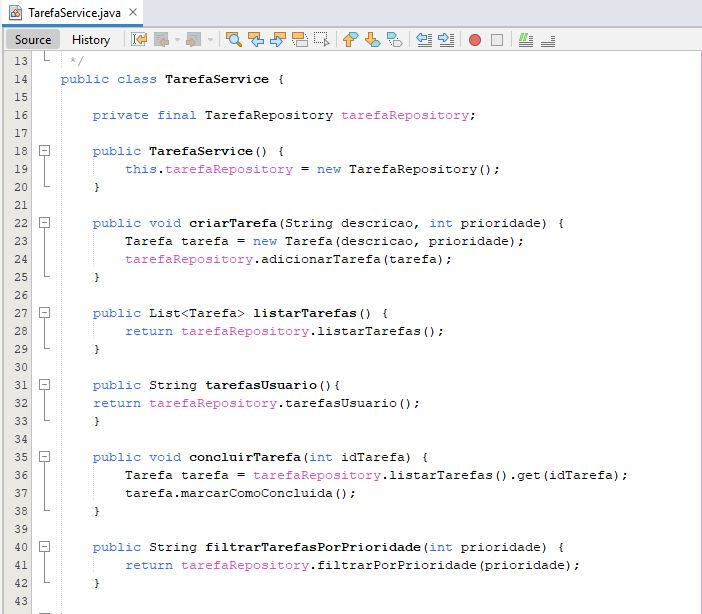 TarefaService.java
Source History
13 */
14 public class TarefaService {
15
16 private final TarefaRepository tarefaRepository;
17
18 public TarefaService() {
19 this.tarefaRepository = new TarefaRepository();
20 }
21
22 public void criarTarefa(String descricao, int prioridade) {
23 Tarefa tarefa = new Tarefa(descricao, prioridade);
24 tarefaRepository.adicionarTarefa(tarefa);
25 }
26
27 public List<Tarefa> listarTarefas() {
28 return tarefaRepository.listarTarefas();
29 }
30
31 public String tarefasUsuario(){
32 return tarefaRepository.tarefasUsuario();
33 }
34
35 public void concluirTarefa(int idTarefa) {
36 Tarefa tarefa = tarefaRepository.listarTarefas().get(idTarefa);
37 tarefa.marcarComoConcluida();
38 }
39
40 public String filtrarTarefasPorPrioridade(int prioridade) {
41 return tarefaRepository.filtrarPorPrioridade(prioridade);
42 }
43